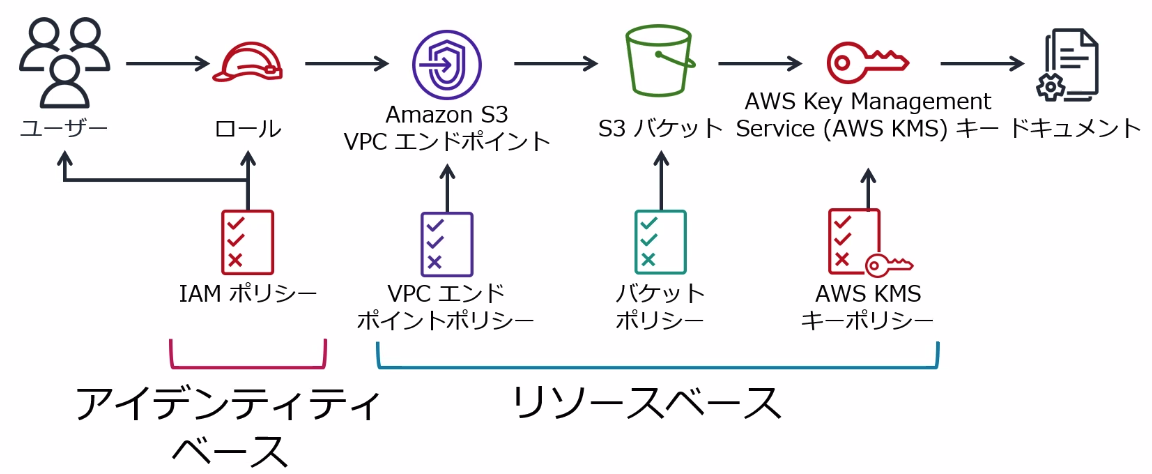 ユーザー
ロール
Amazon S3
VPC エンドポイント
S3 バケット
AWS Key Management
Service (AWS KMS) キー
ドキュメント
IAM ポリシー
VPC エンド
ポイントポリシー
バケット
ポリシー
AWS KMS
キーポリシー
アイデンティティ
ベース
リソースベース